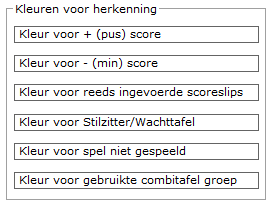 Kleuren voor herkenning
Kleur voor + (pus) score
Kleur voor - (min) score
Kleur voor reeds ingevoerde scoreslips
Kleur voor Stilzitter/Wachttafel
Kleur voor spel niet gespeeld
Kleur voor gebruikte combitafel groep